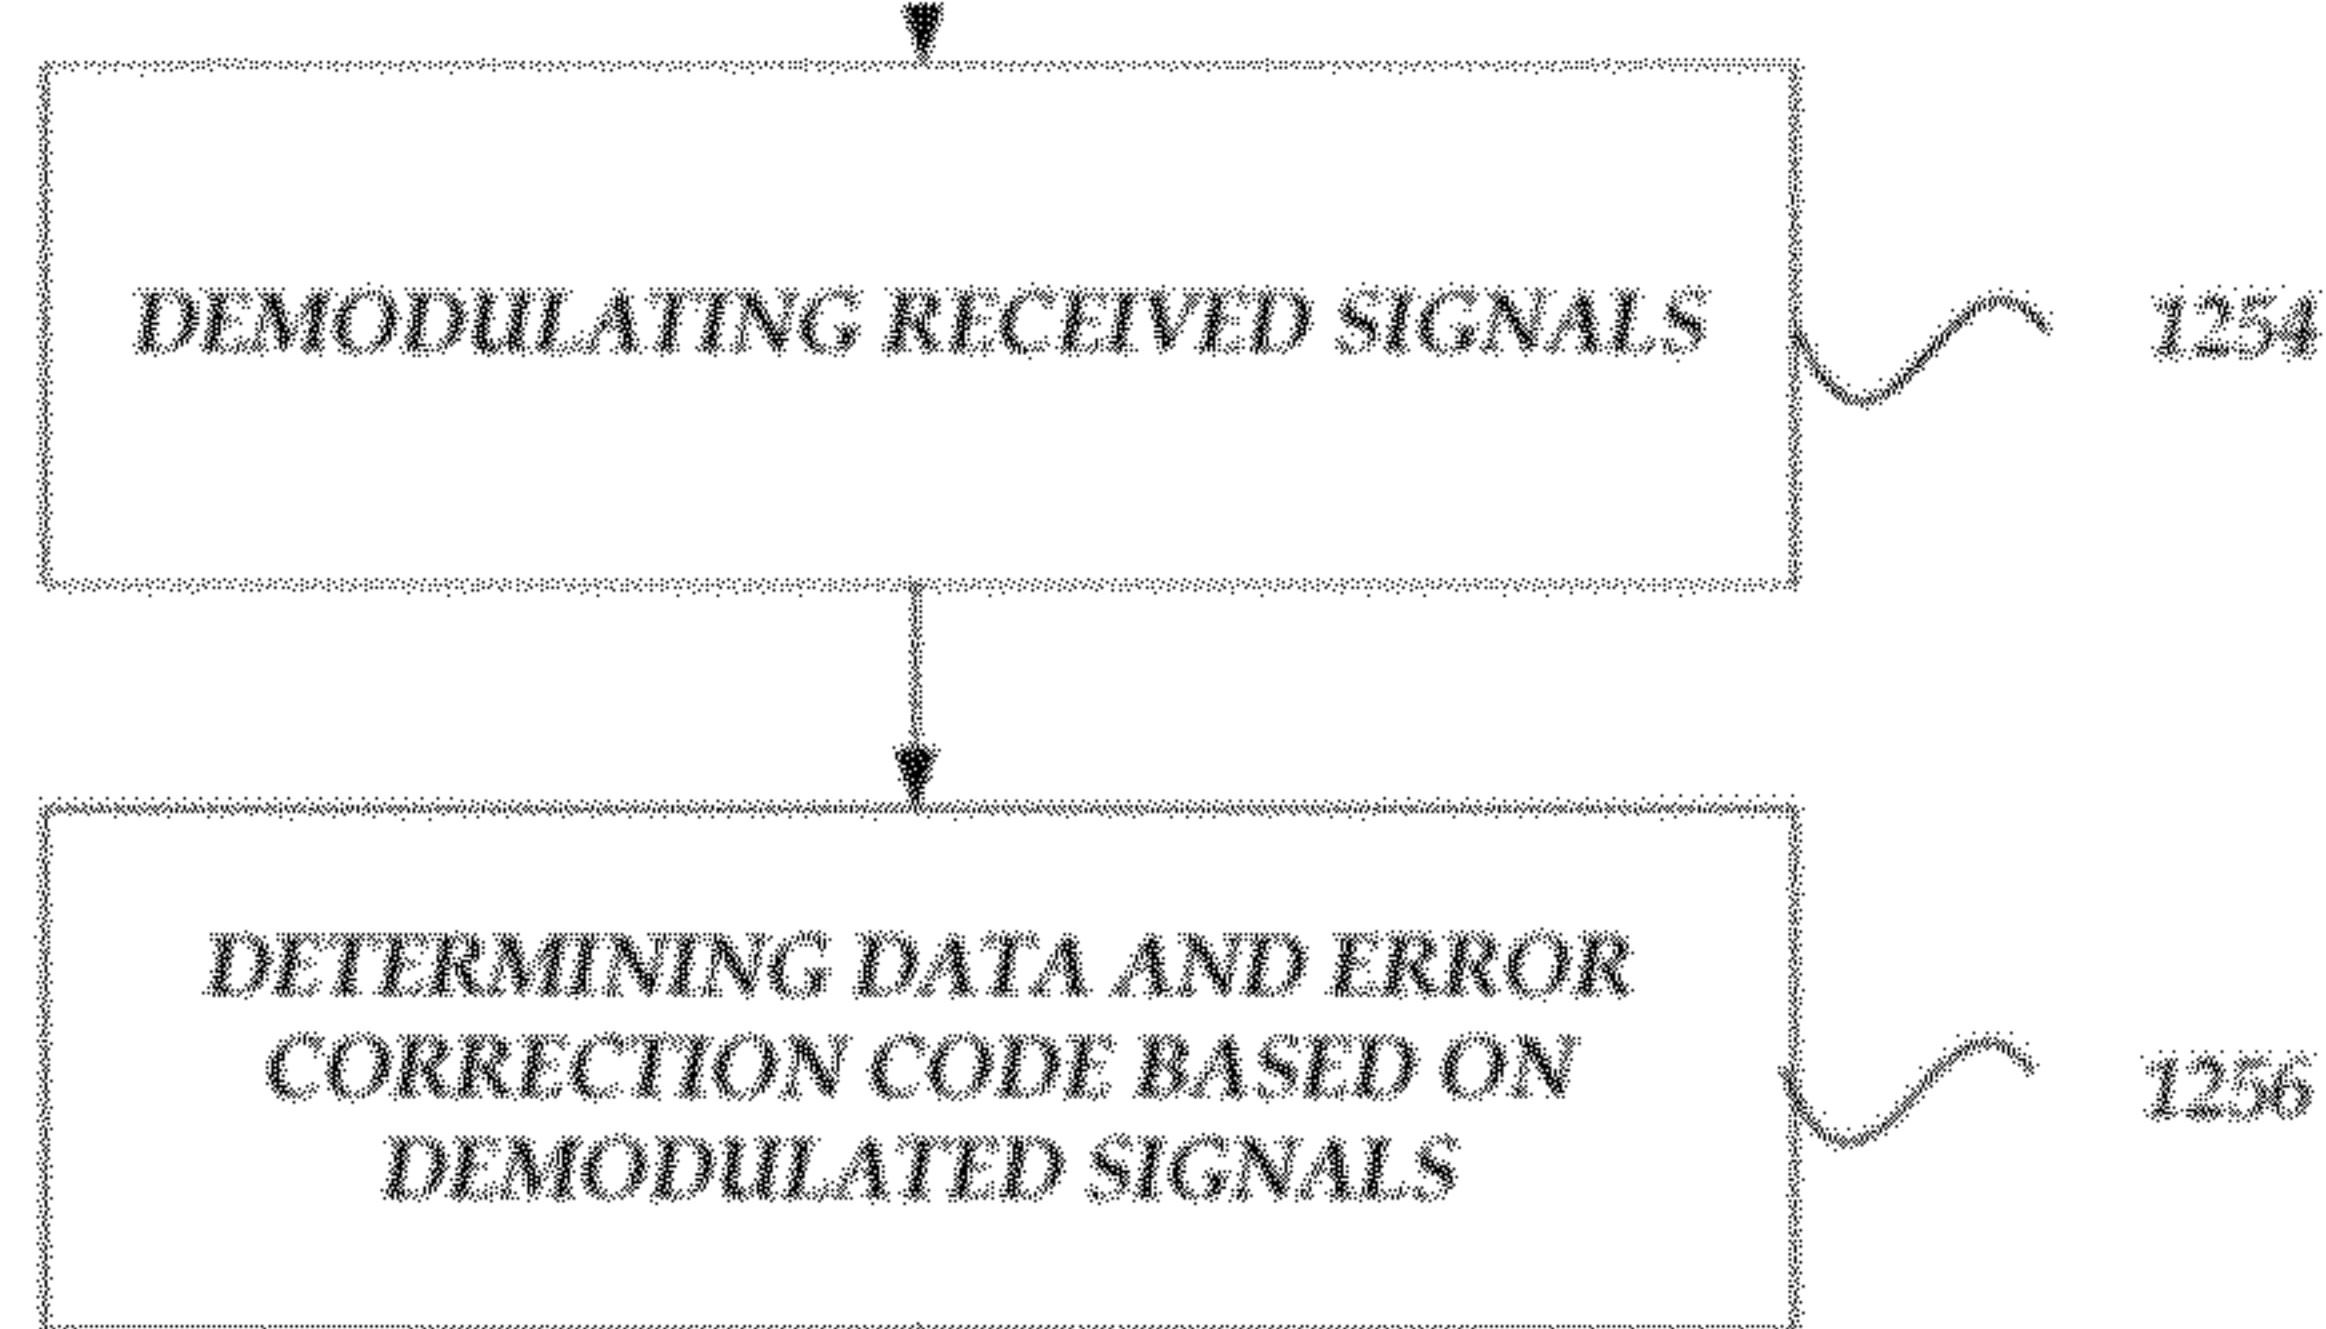 DEMODULATING RECEIVED SIGNALS
1254
DETERMINING DATA AND ERROR
CORRECTION CODE BASED ON
DEMODULATED SIGNALS
1256